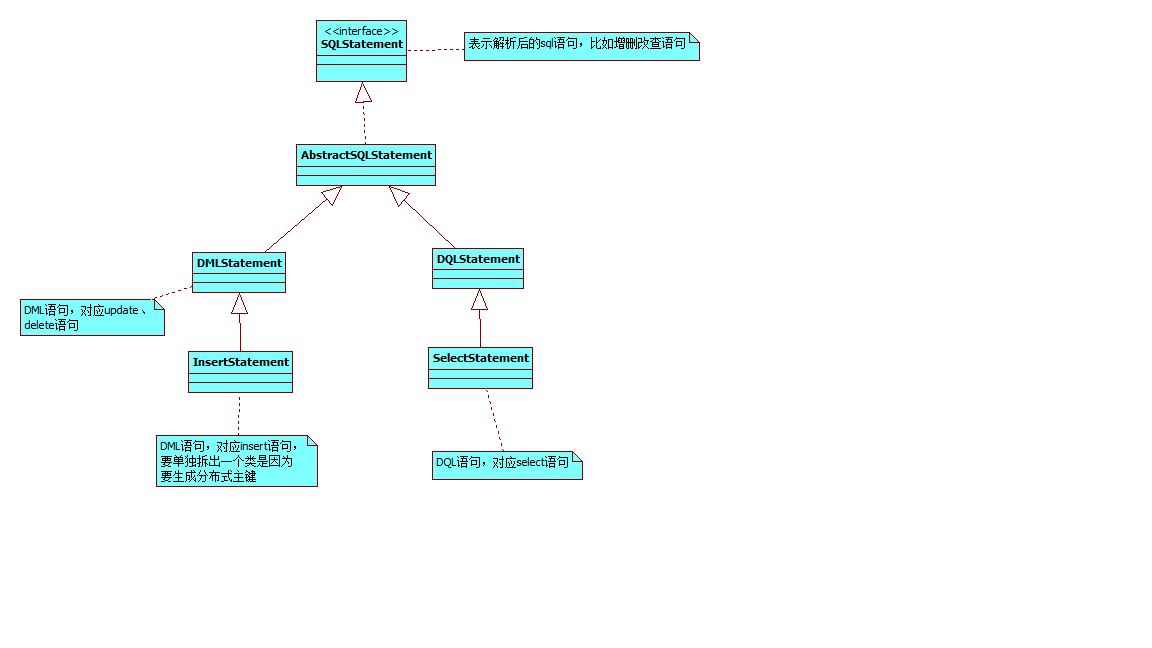 <<interface>>
SQLStatement
表示解析后的sql语句，比如增删改查语句
AbstractSQLStatement
DMLStatement
DQLStatement
DML语句，对应update、
delete语句
InsertStatement
SelectStatement
DML语句，对应insert语句，
要单独拆出一个类是因为
要生成分布式主键
DQL语句，对应select语句